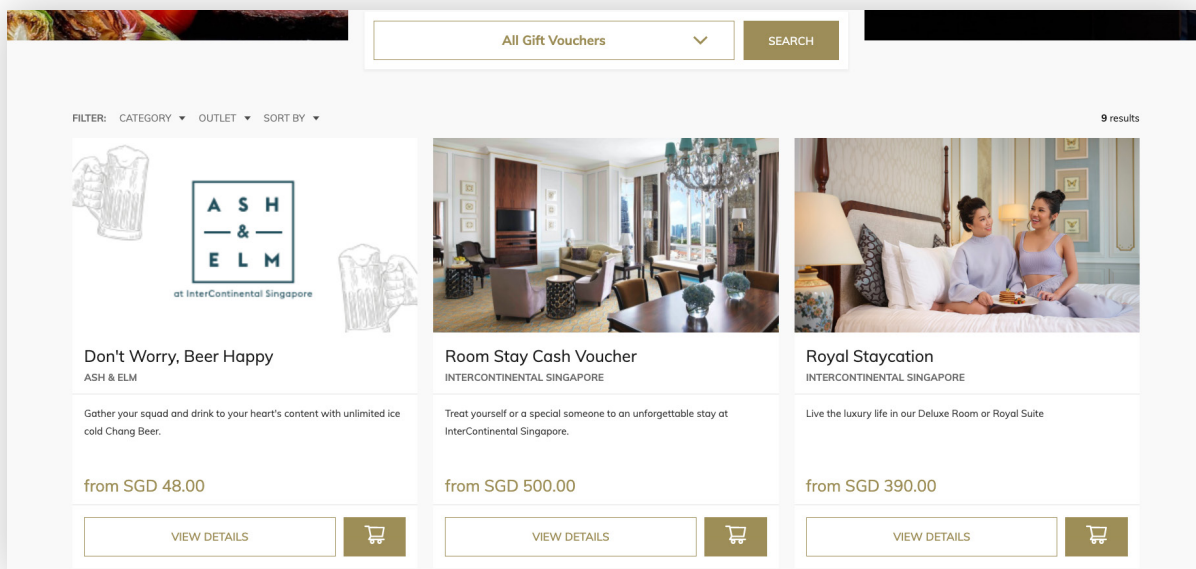 All Gift Vouchers
SEARCH
FILTER: CATEGORY OUTLET SORT BY
9 results
ASH
&
ELM
at InterContinental Singapore
Don't Worry, Beer Happy
ASH & ELM
Gather your squad and drink to your heart's content with unlimited ice
cold Chang Beer.
from SGD 48.00
VIEW DETAILS
Room Stay Cash Voucher
INTERCONTINENTAL SINGAPORE
Treat yourself or a special someone to an unforgettable stay at
InterContinental Singapore.
from SGD 500.00
VIEW DETAILS
Royal Staycation
INTERCONTINENTAL SINGAPORE
Live the luxury life in our Deluxe Room or Royal Suite
from SGD 390.00
VIEW DETAILS